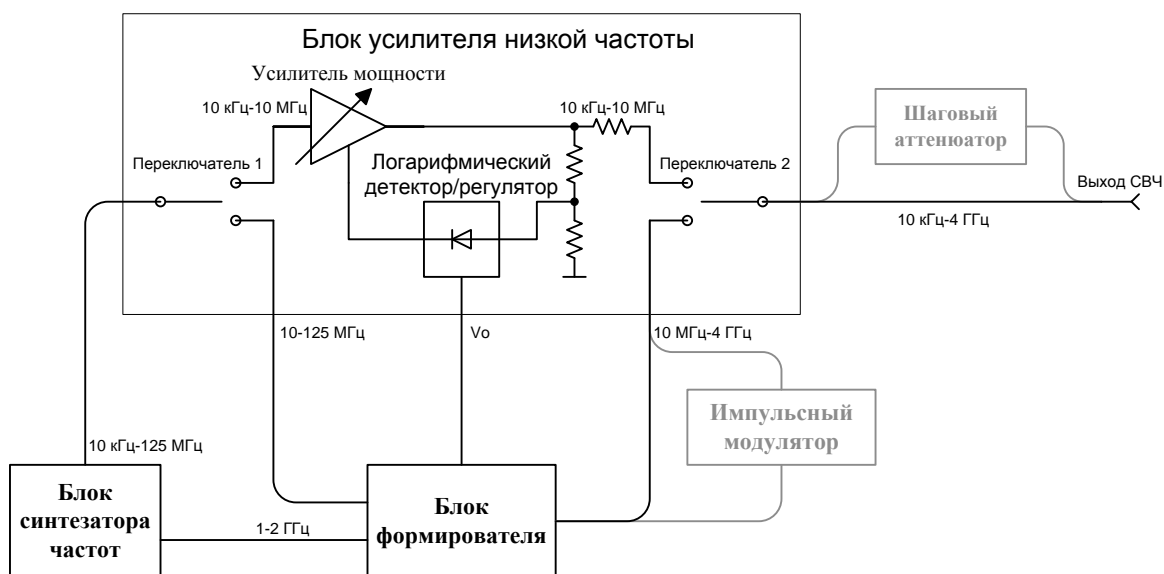 Блок усилителя низкой частоты
Усилитель мощности
10 кГц-10 МГц
10 кГц-10 МГц
Шаговый
аттенюатор
Переключатель 1
Логарифмический
детектор/регулятор
Переключатель 2
Выход СВЧ
10 кГц-4 ГГц
10-125 МГц
Vo
10 МГц-4 ГГц
Импульсный
модулятор
10 кГц-125 МГц
Блок
синтезатора
частот
1-2 ГГц
Блок
формирователя